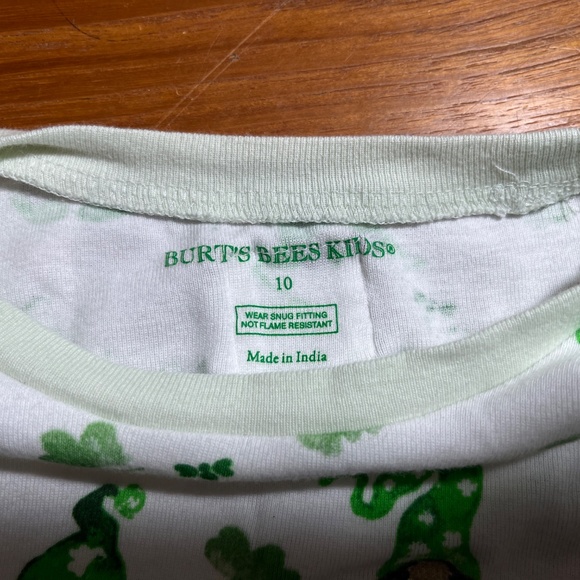 BURT'S BEES KIDS®
10
WEAR SNUG FITTING
NOT FLAME RESISTANT
Made in India